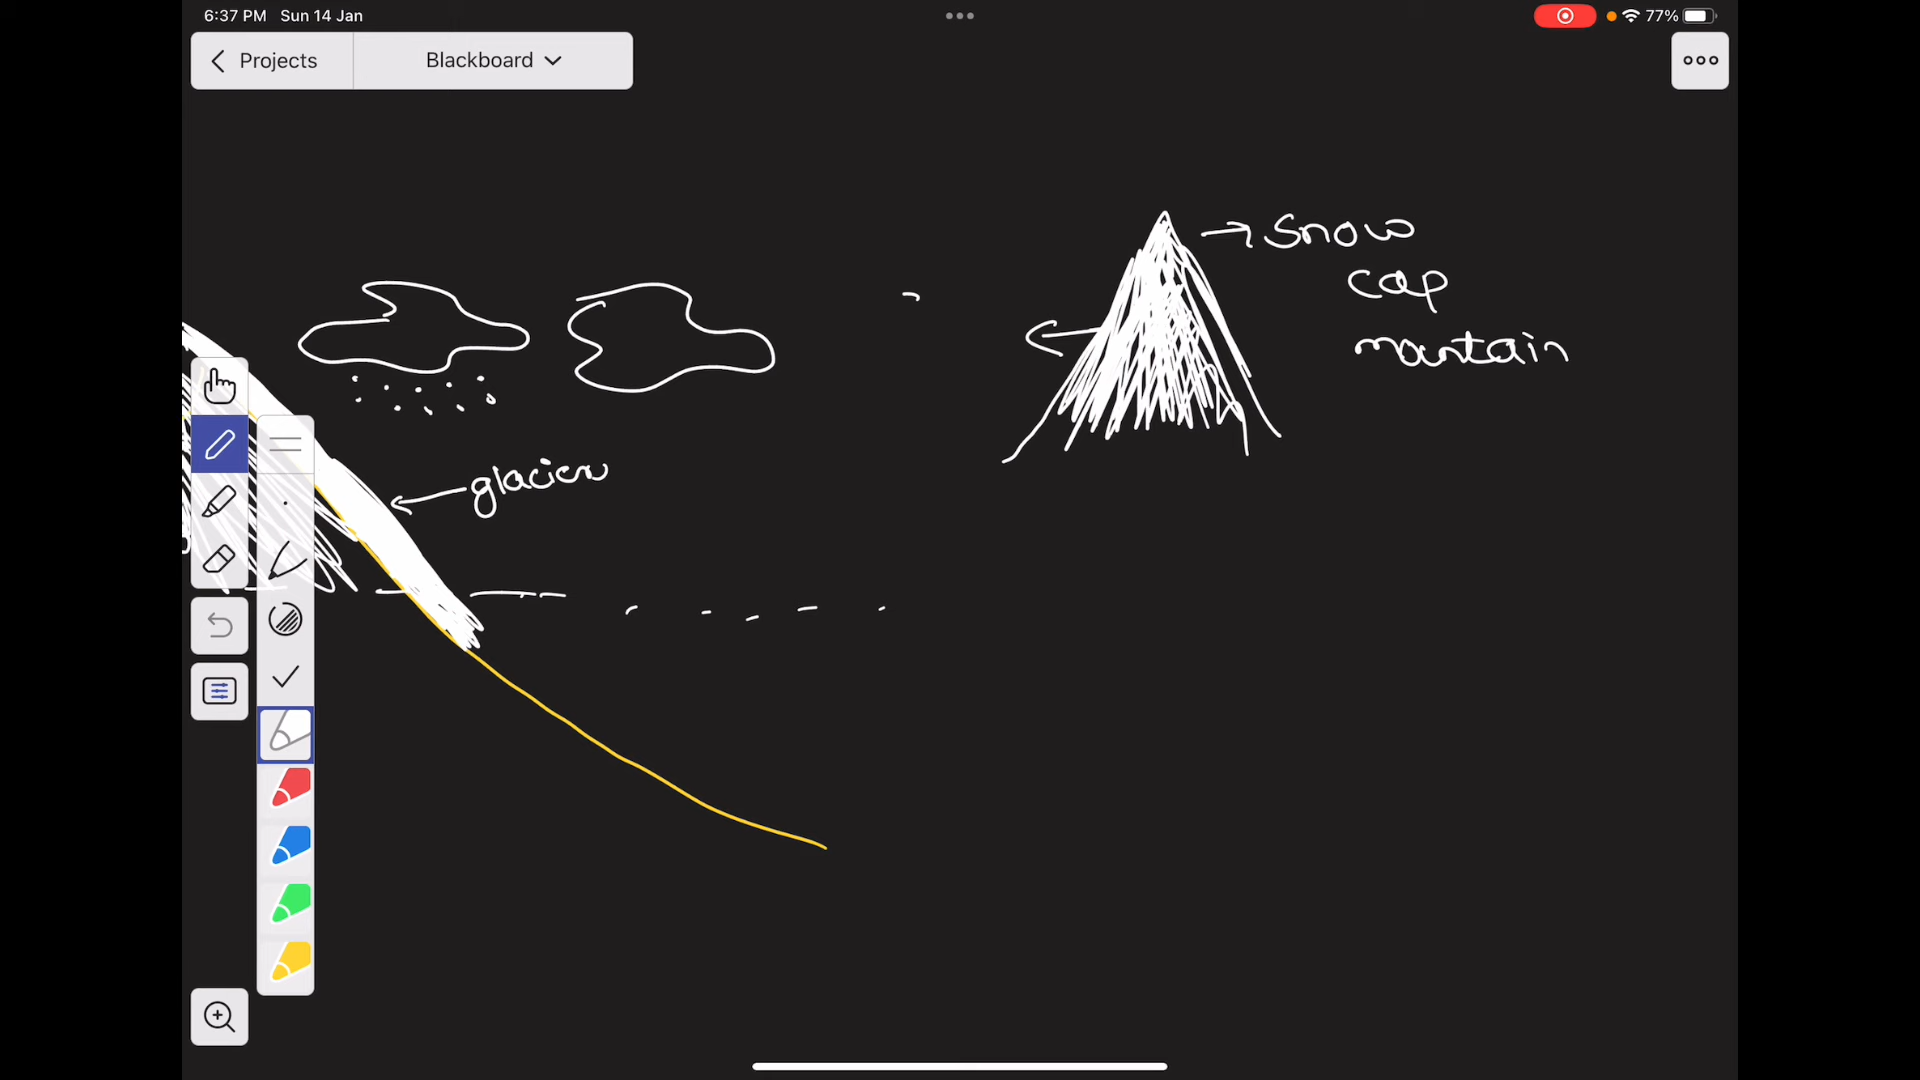 6:37 PM Sun 14 Jan
77%
Projects
Blackboard
snow
cap
mountain
glacier